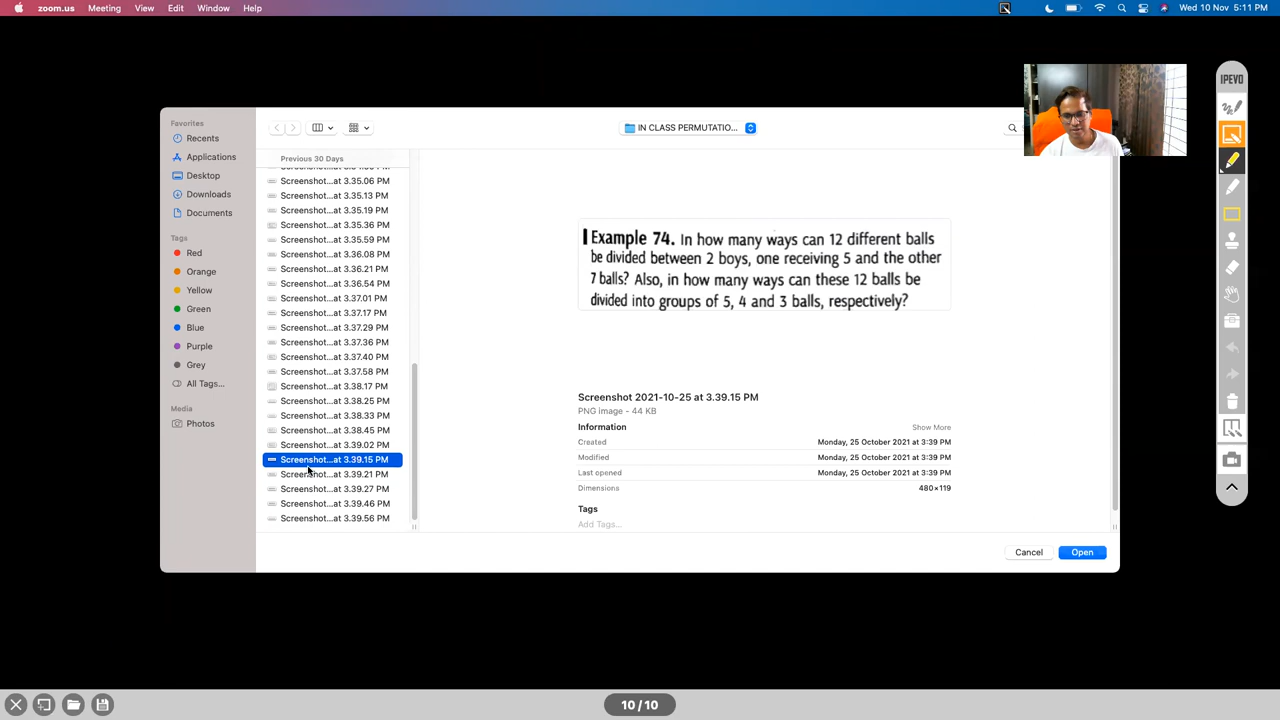 zoom.us Meeting View Edit Window Help Wed 10 Nov 5:11 PM
IPEVO
IN CLASS PERMUTATIO...
Favorites
Recents
Applications
Desktop
Downloads
Documents
Tags
Red
Orange
Yellow
Green
Blue
Purple
Grey
All Tags...
Media
Photos
Previous 30 Days
Screenshot...at 3.35.06 PM
Screenshot...at 3.35.13 PM
Screenshot...at 3.35.19 PM
Screenshot...at 3.35.36 PM
Screenshot...at 3.35.59 PM
Screenshot...at 3.36.08 PM
Screenshot...at 3.36.21 PM
Screenshot...at 3.36.54 PM
Screenshot...at 3.37.01 PM
Screenshot...at 3.37.17 PM
Screenshot...at 3.37.29 PM
Screenshot...at 3.37.36 PM
Screenshot...at 3.37.40 PM
Screenshot...at 3.37.58 PM
Screenshot...at 3.38.17 PM
Screenshot...at 3.38.25 PM
Screenshot...at 3.38.33 PM
Screenshot...at 3.38.45 PM
Screenshot...at 3.39.02 PM
Screenshot...at 3.39.15 PM
Screenshot...at 3.39.21 PM
Screenshot...at 3.39.27 PM
Screenshot...at 3.39.46 PM
Screenshot...at 3.39.56 PM
Example 74. In how many ways can 12 different balls
be divided between 2 boys, one receiving 5 and the other
7 balls? Also, in how many ways can these 12 balls be
divided into groups of 5, 4 and 3 balls, respectively?
Screenshot 2021-10-25 at 3.39.15 PM
PNG image - 44 KB
Information Show More
Created Monday, 25 October 2021 at 3:39 PM
Modified Monday, 25 October 2021 at 3:39 PM
Last opened Monday, 25 October 2021 at 3:39 PM
Dimensions 480×119
Tags
Add Tags...
Cancel Open
10/10